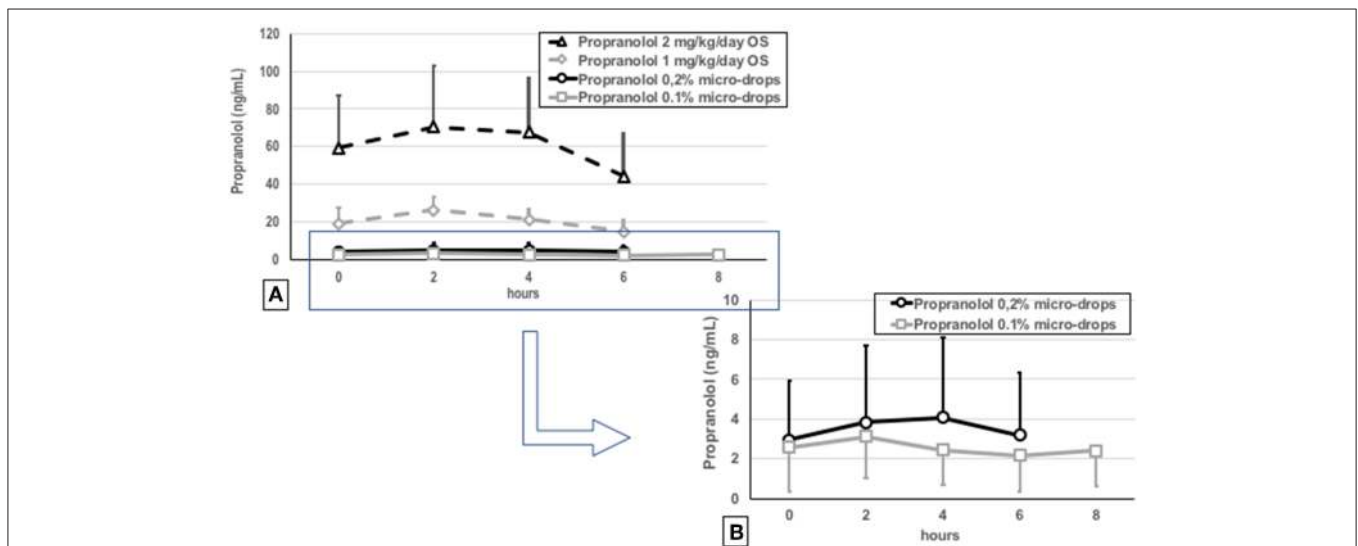 Propranolol (ng/mL)
120
100
80
60
40
20
0
Propranolol 2 mg/kg/day OS
Propranolol 1 mg/kg/day OS
Propranolol 0,2% micro-drops
Propranolol 0.1% micro-drops
0 2 4 6 8
hours
A
Propranolol (ng/mL)
10
8
6
4
2
0
Propranolol 0,2% micro-drops
Propranolol 0.1% micro-drops
0 2 4 6 8
hours
B